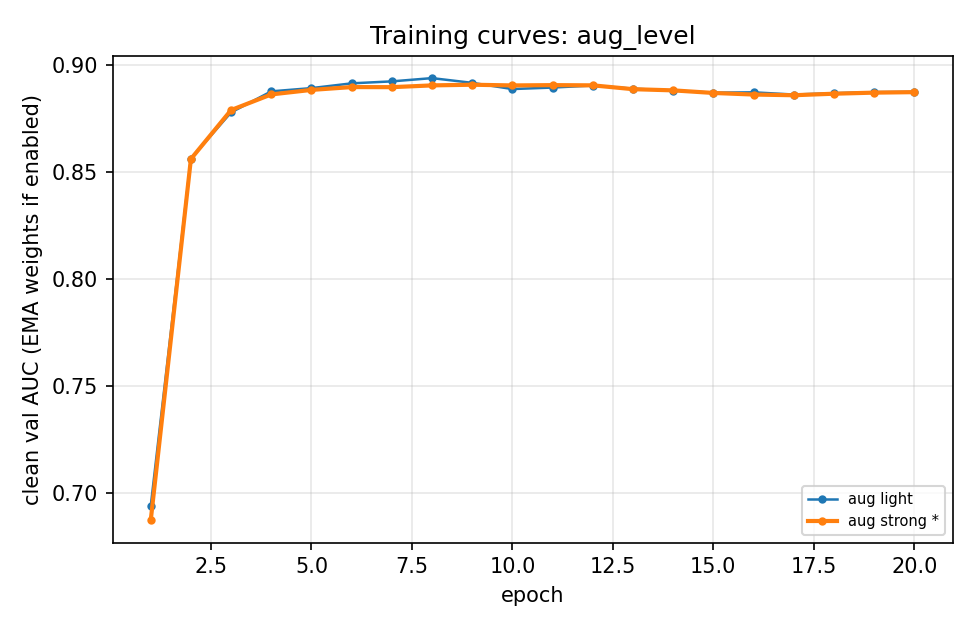 Training curves: aug_level
clean val AUC (EMA weights if enabled)
0.90
0.85
0.80
0.75
0.70
aug light
aug strong *
2.5 5.0 7.5 10.0 12.5 15.0 17.5 20.0
epoch